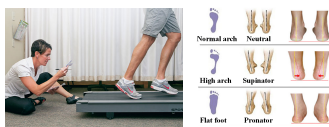 Normal arch Neutral
High arch Supinator
Flat foot Pronator